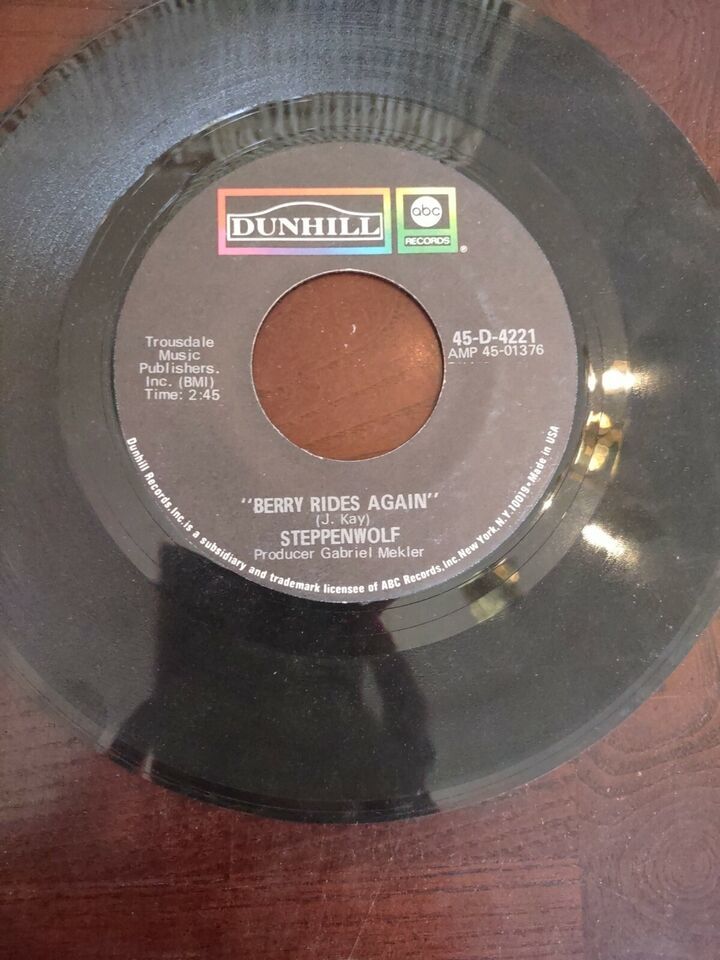 DUNHILL
abc
RECORDS
®
Trousdale
Music
Publishers.
Inc. (BMI)
Time: 2:45
45-D-4221
AMP 45-01376
"BERRY RIDES AGAIN"
(J. Kay)
STEPPENWOLF
Producer Gabriel Mekler
Dunhill Records, Inc. is a subsidiary and trademark licensee of ABC Records, Inc. New York, N.Y. 10019 • Made in USA